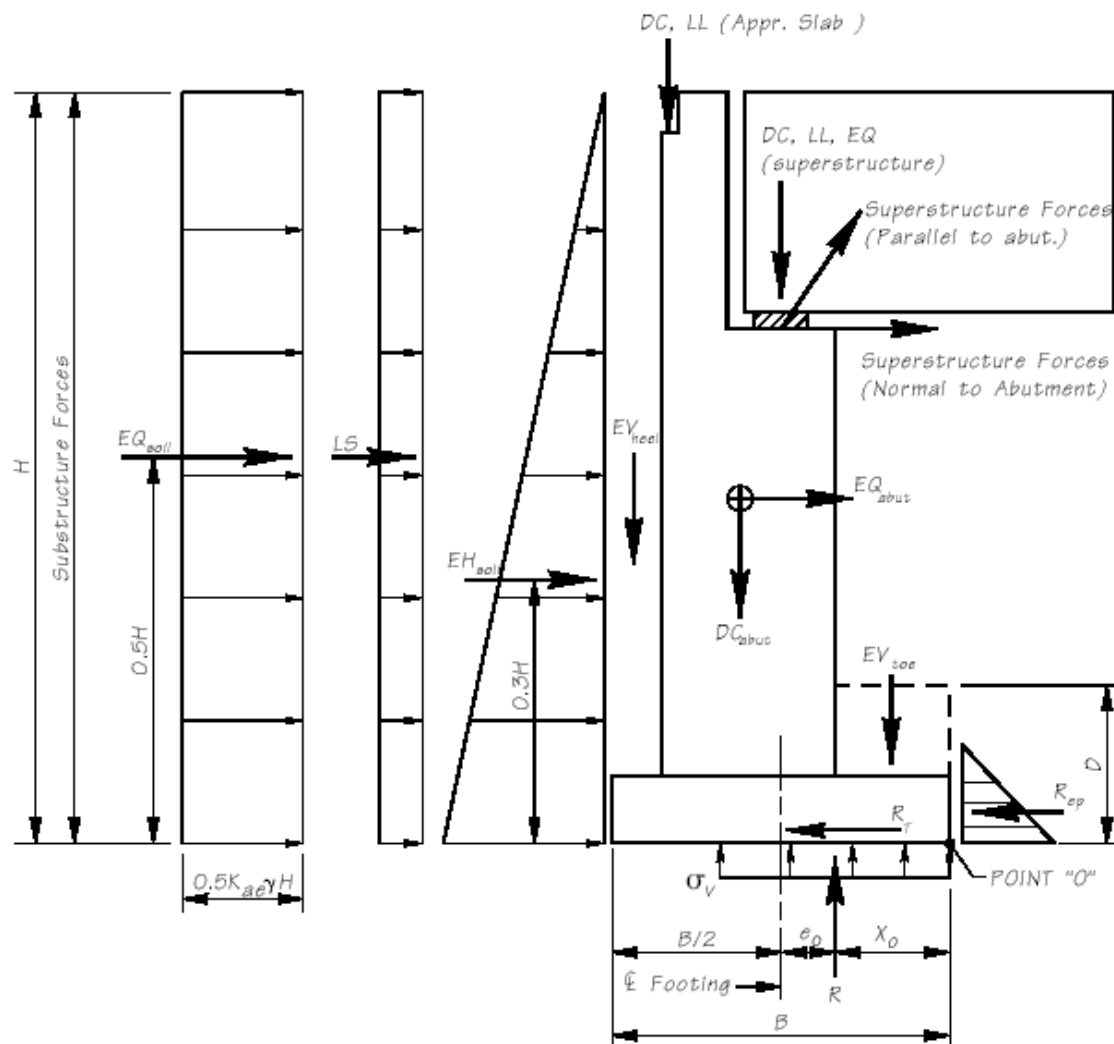 DC, LL (Appr. Slab )
DC, LL, EQ
(superstructure)
Superstructure Forces
(Parallel to abut.)
Superstructure Forces
(Normal to Abutment)
H
Substructure Forces
EQsoil
LS
EVheel
EQabut
EHsoil
DCabut
0.5H
0.3H
EVtoe
D
Rep
Rτ
σV
POINT "O"
0.5KaeγH
B/2
eo
Xo
℄ Footing
R
B